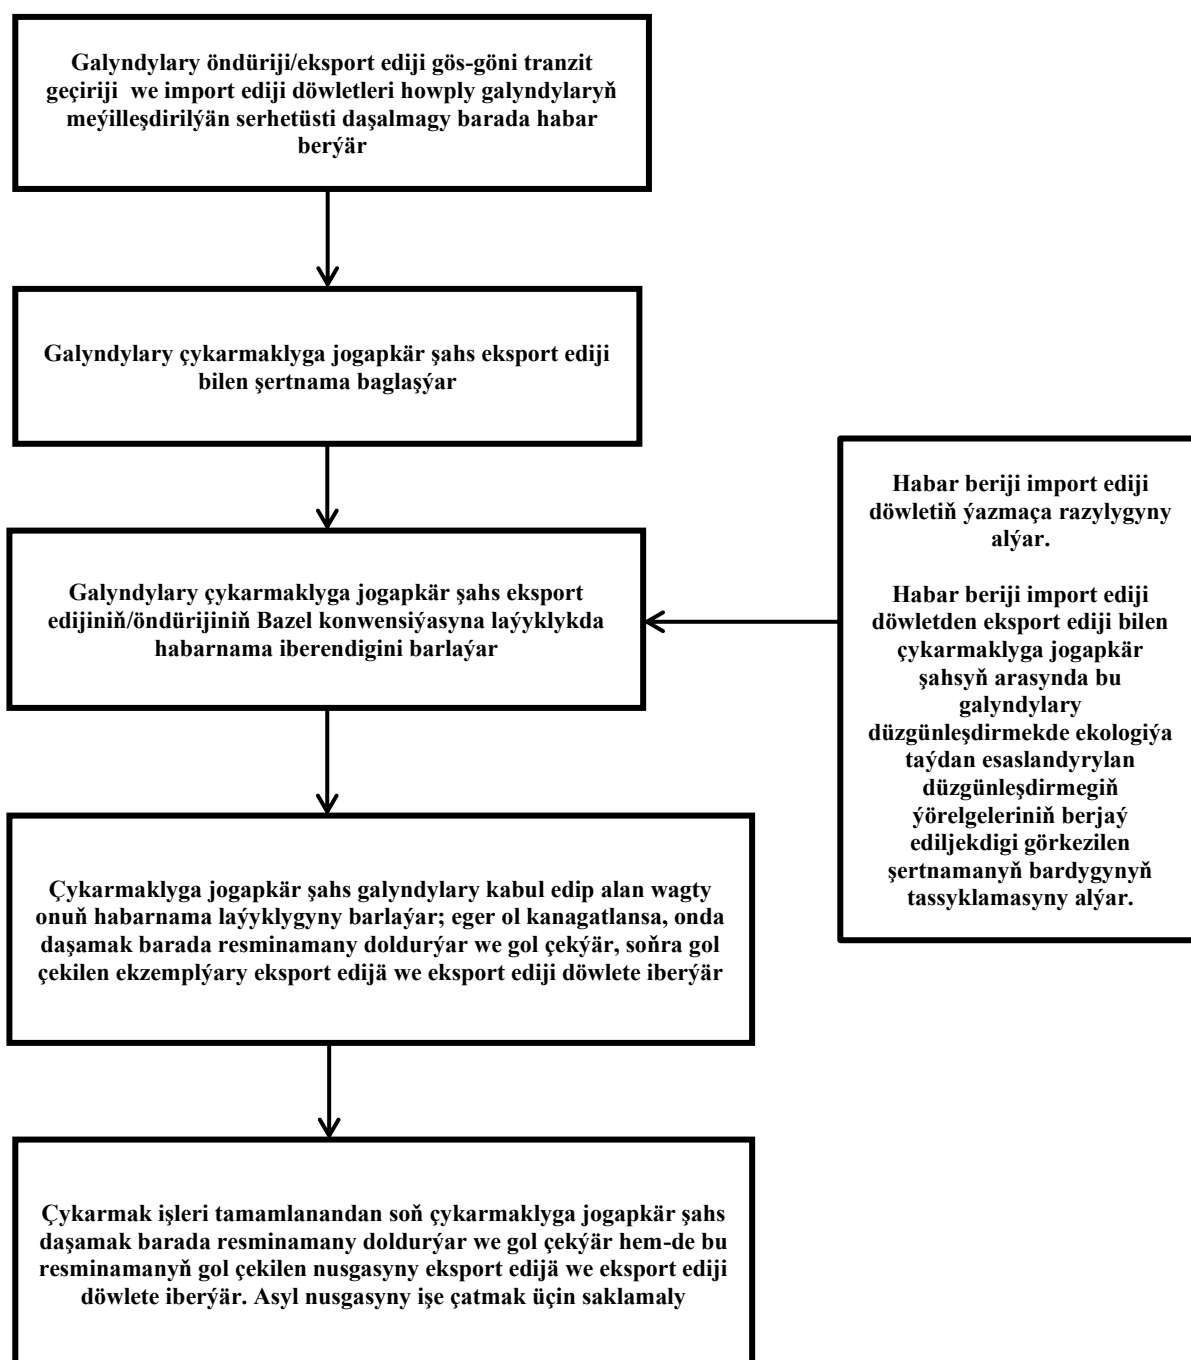 Galyndylary öndüriji/eksport ediji gös-göni tranzit
geçiriji we import ediji döwletleri howply galyndylaryň
meýilleşdirilýän serhetüsti daşalmagy barada habar
berýär
Galyndylary çykarmaklyga jogapkär şahs eksport ediji
bilen şertnama baglaşýar
Galyndylary çykarmaklyga jogapkär şahs eksport
edijiniň/öndürijiniň Bazel konwensiýasyna laýyklykda
habarnama iberendigini barlaýar
Habar beriji import ediji
döwletiň ýazmaça razylygyny
alýar.
Habar beriji import ediji
döwletden eksport ediji bilen
çykarmaklyga jogapkär
şahsyň arasynda bu
galyndylary
düzgünleşdirmekde ekologiýa
taýdan esaslandyrylan
düzgünleşdirmegiň
ýörelgeleriniň berjaý
ediljekdigi görkezilen
şertnamanyň bardygynyň
tassyklamasyny alýar.
Çykarmaklyga jogapkär şahs galyndylary kabul edip alan wagty
onuň habarnama laýyklygyny barlaýar; eger ol kanagatlansa, onda
daşamak barada resminamany doldurýar we gol çekýär, soňra gol
çekilen ekzemplýary eksport edijä we eksport ediji döwlete iberýär
Çykarmak işleri tamamlanandan soň çykarmaklyga jogapkär şahs
daşamak barada resminamany doldurýar we gol çekýär hem-de bu
resminamanyň gol çekilen nusgasyny eksport edijä we eksport ediji
döwlete iberýär. Asyl nusgasyny işe çatmak üçin saklamaly